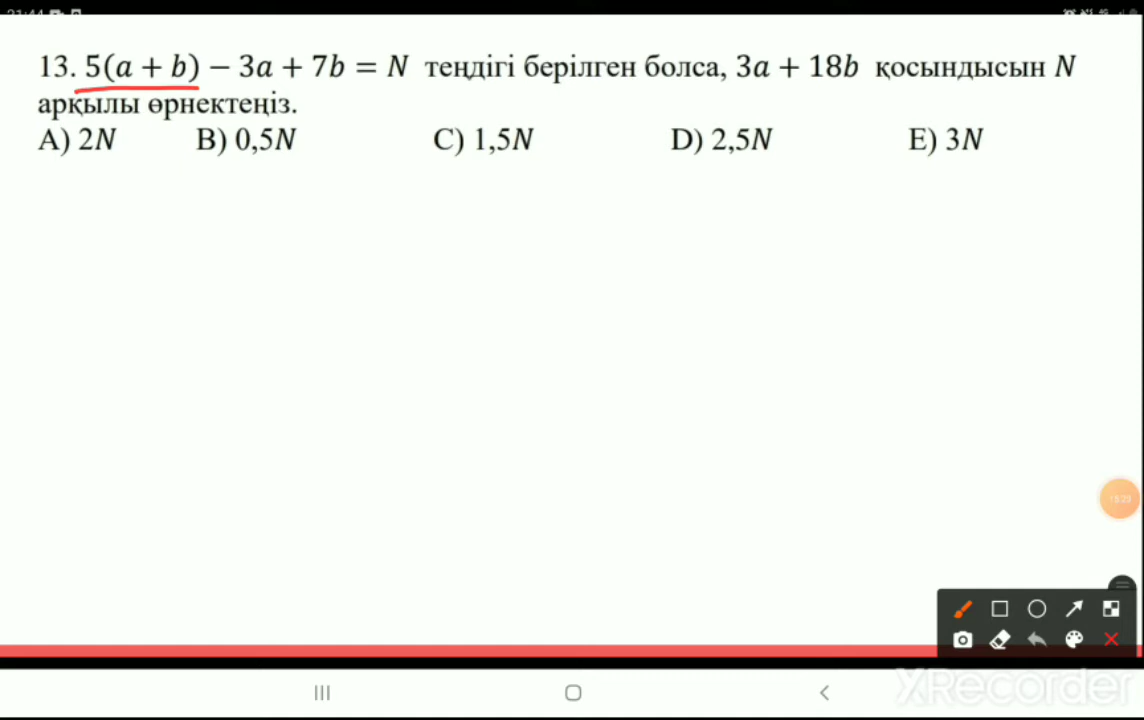 13. 5(a + b) − 3a + 7b = N теңдігі берілген болса, 3a + 18b қосындысын N
арқылы өрнектеңіз.
A) 2N B) 0,5N C) 1,5N D) 2,5N E) 3N
XRecorder